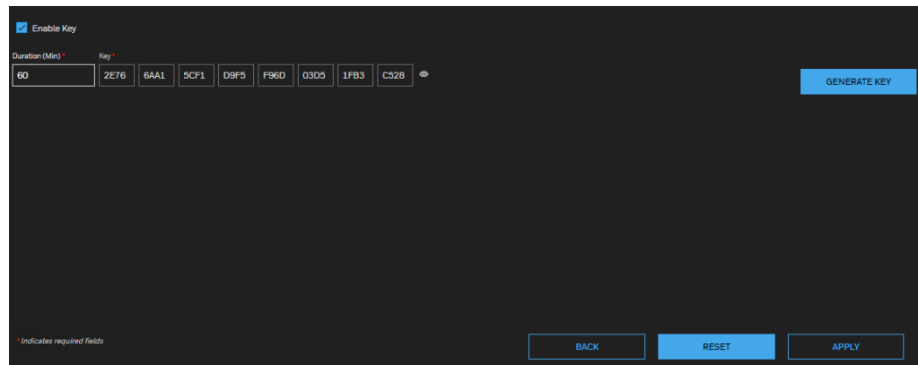 Enable Key
Duration (Min) * Key *
60 2E76 6AA1 5CF1 D9F5 F96D 03D5 1FB3 C528
GENERATE KEY
*Indicates required fields
BACK RESET APPLY